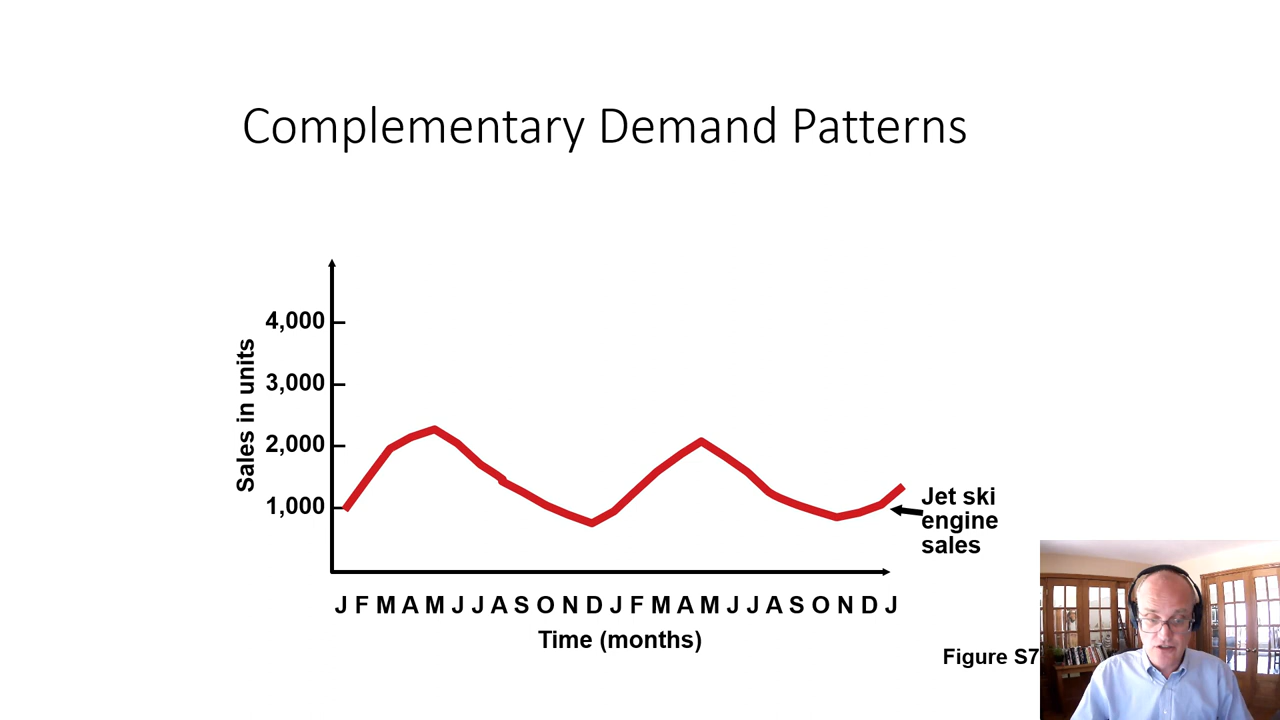 Complementary Demand Patterns
4,000
3,000
2,000
1,000
Sales in units
Jet ski
engine
sales
J F M A M J J A S O N D J F M A M J J A S O N D J
Time (months)
Figure S7